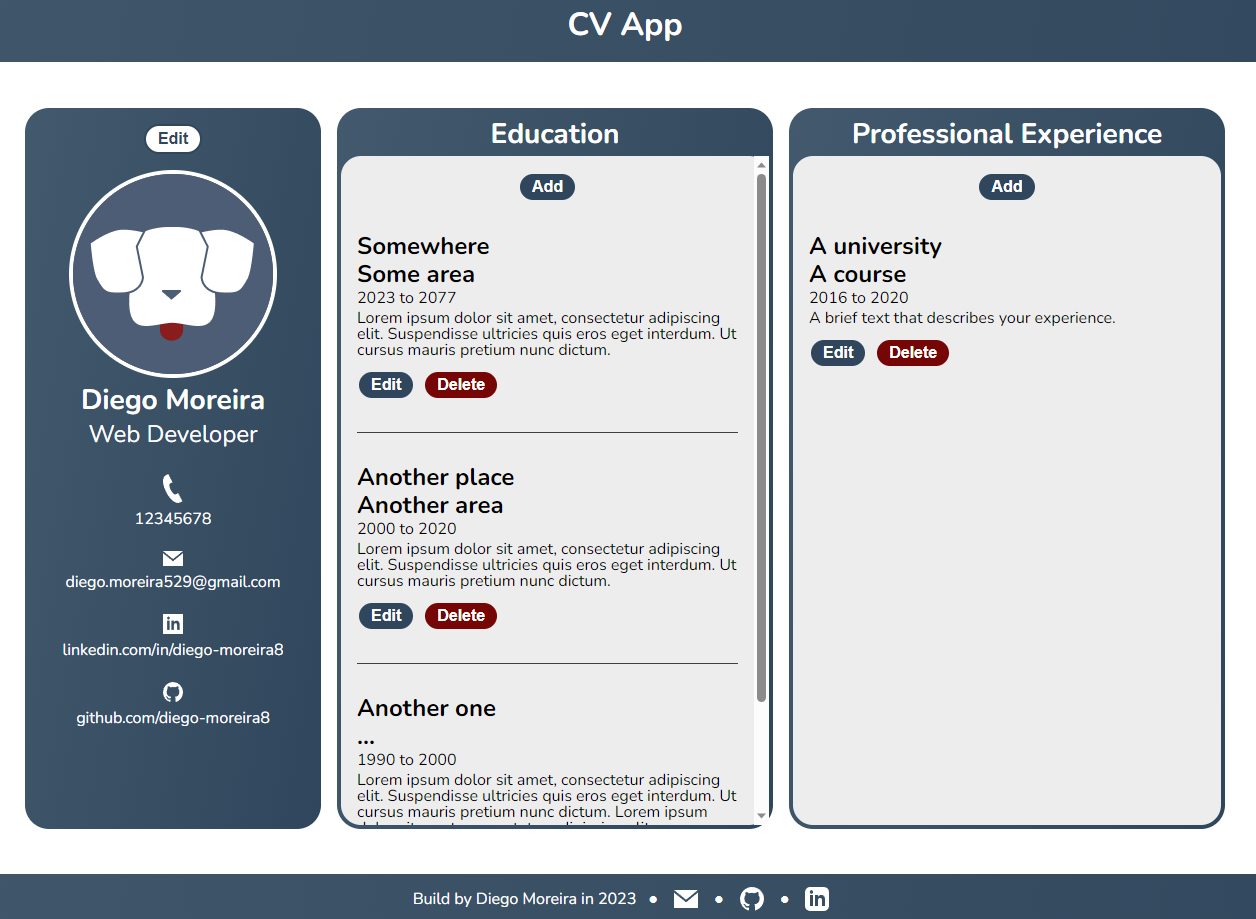 CV App
Edit
Diego Moreira
Web Developer
12345678
diego.moreira529@gmail.com
linkedin.com/in/diego-moreira8
github.com/diego-moreira8
Education
Add
Somewhere
Some area
2023 to 2077
Lorem ipsum dolor sit amet, consectetur adipiscing
elit. Suspendisse ultricies quis eros eget interdum. Ut
cursus mauris pretium nunc dictum.
Edit
Delete
Another place
Another area
2000 to 2020
Lorem ipsum dolor sit amet, consectetur adipiscing
elit. Suspendisse ultricies quis eros eget interdum. Ut
cursus mauris pretium nunc dictum.
Edit
Delete
Another one
...
1990 to 2000
Lorem ipsum dolor sit amet, consectetur adipiscing
elit. Suspendisse ultricies quis eros eget interdum. Ut
cursus mauris pretium nunc dictum. Lorem ipsum
Professional Experience
Add
A university
A course
2016 to 2020
A brief text that describes your experience.
Edit
Delete
Build by Diego Moreira in 2023